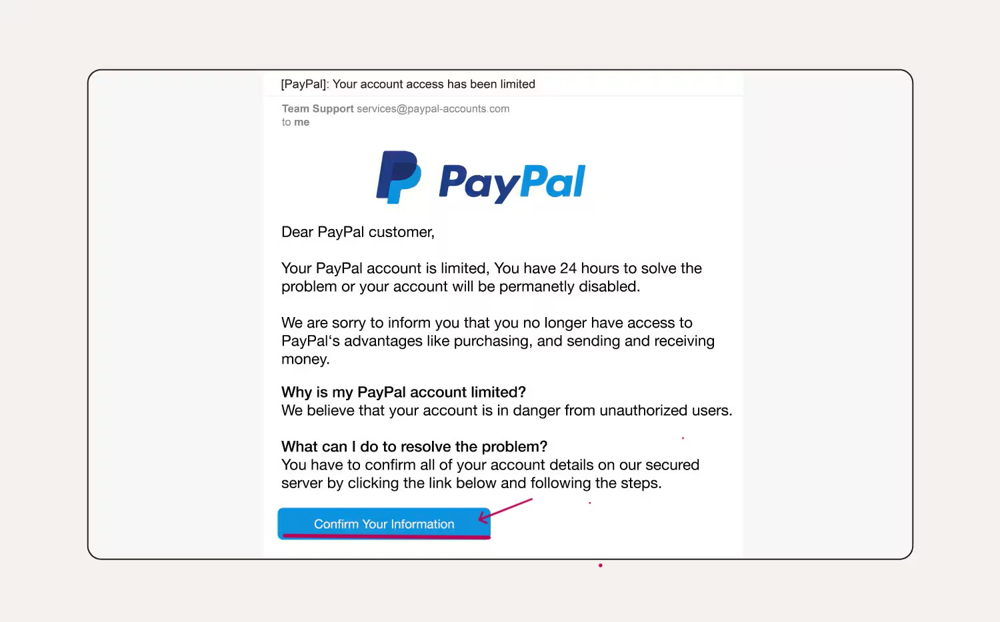 [PayPal]: Your account access has been limited
Team Support services@paypal-accounts.com
to me
PayPal
Dear PayPal customer,
Your PayPal account is limited, You have 24 hours to solve the
problem or your account will be permanetly disabled.
We are sorry to inform you that you no longer have access to
PayPal‘s advantages like purchasing, and sending and receiving
money.
Why is my PayPal account limited?
We believe that your account is in danger from unauthorized users.
What can I do to resolve the problem?
You have to confirm all of your account details on our secured
server by clicking the link below and following the steps.
Confirm Your Information